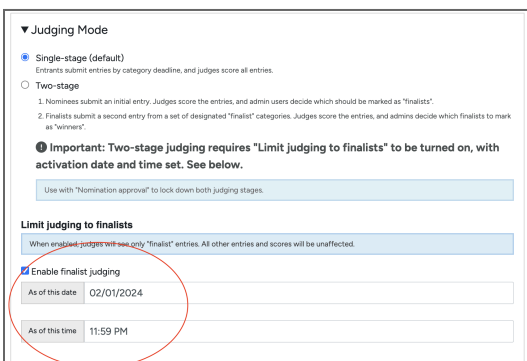 ▼Judging Mode
Single-stage (default)
Entrants submit entries by category deadline, and judges score all entries.
Two-stage
1. Nominees submit an initial entry. Judges score the entries, and admin users decide which should be marked as "finalists".
2. Finalists submit a second entry from a set of designated "finalist" categories. Judges score the entries, and admins decide which finalists to mark
as "winners".
Important: Two-stage judging requires "Limit judging to finalists" to be turned on, with
activation date and time set. See below.
Use with "Nomination approval" to lock down both judging stages.
Limit judging to finalists
When enabled, judges will see only "finalist" entries. All other entries and scores will be unaffected.
Enable finalist judging
As of this date 02/01/2024
As of this time 11:59 PM